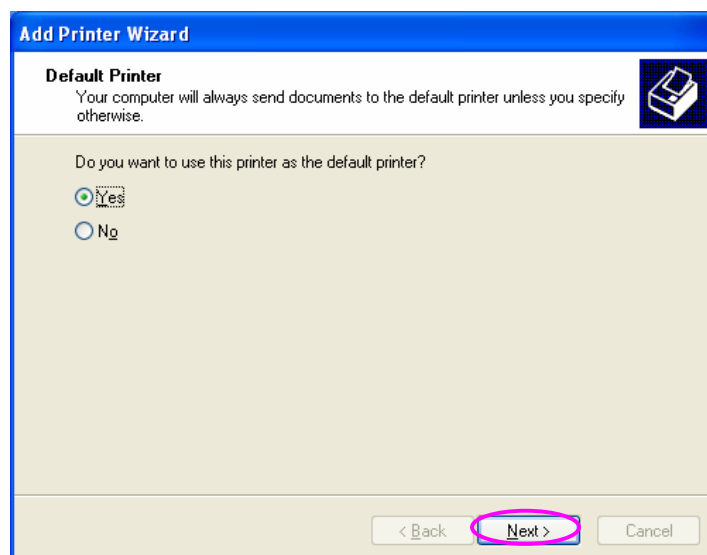 Add Printer Wizard
Default Printer
Your computer will always send documents to the default printer unless you specify
otherwise.
Do you want to use this printer as the default printer?
Yes
No
< Back
Next >
Cancel